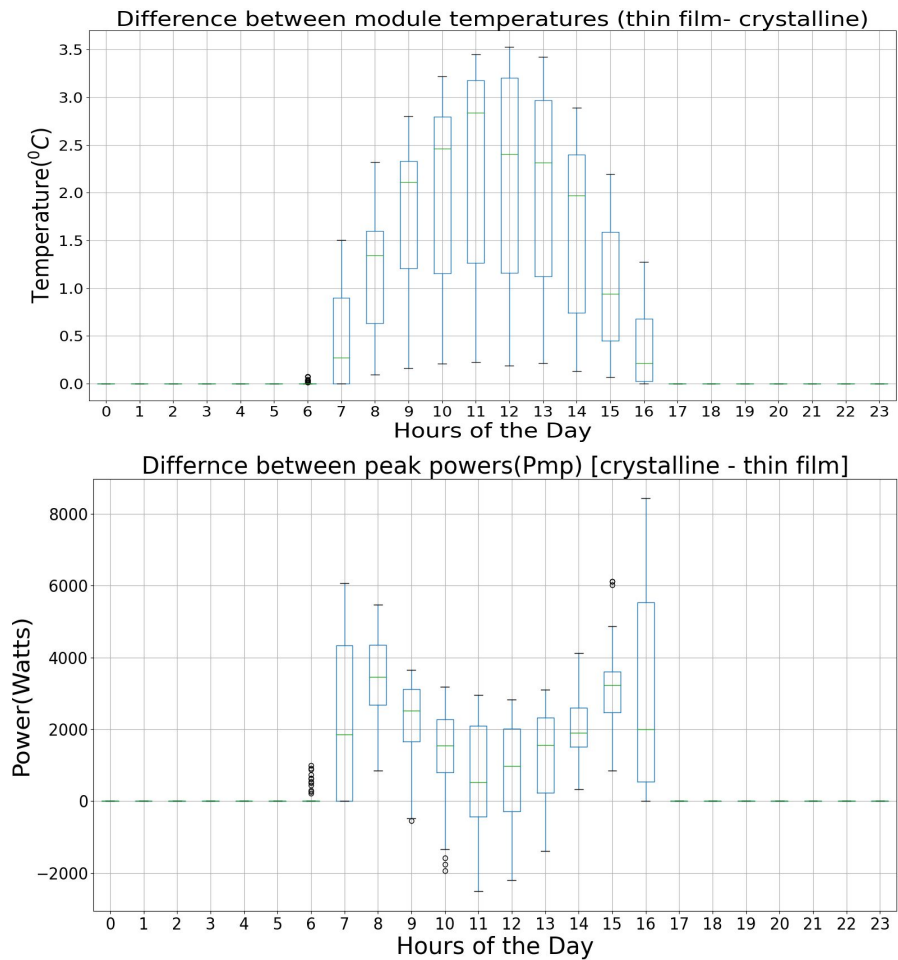 Difference between module temperatures (thin film- crystalline)
3.5
3.0
2.5
2.0
1.5
1.0
0.5
0.0
Temperature(⁰C)
0 1 2 3 4 5 6 7 8 9 10 11 12 13 14 15 16 17 18 19 20 21 22 23
Hours of the Day
Differnce between peak powers(Pmp) [crystalline - thin film]
8000
6000
4000
2000
0
−2000
Power(Watts)
0 1 2 3 4 5 6 7 8 9 10 11 12 13 14 15 16 17 18 19 20 21 22 23
Hours of the Day